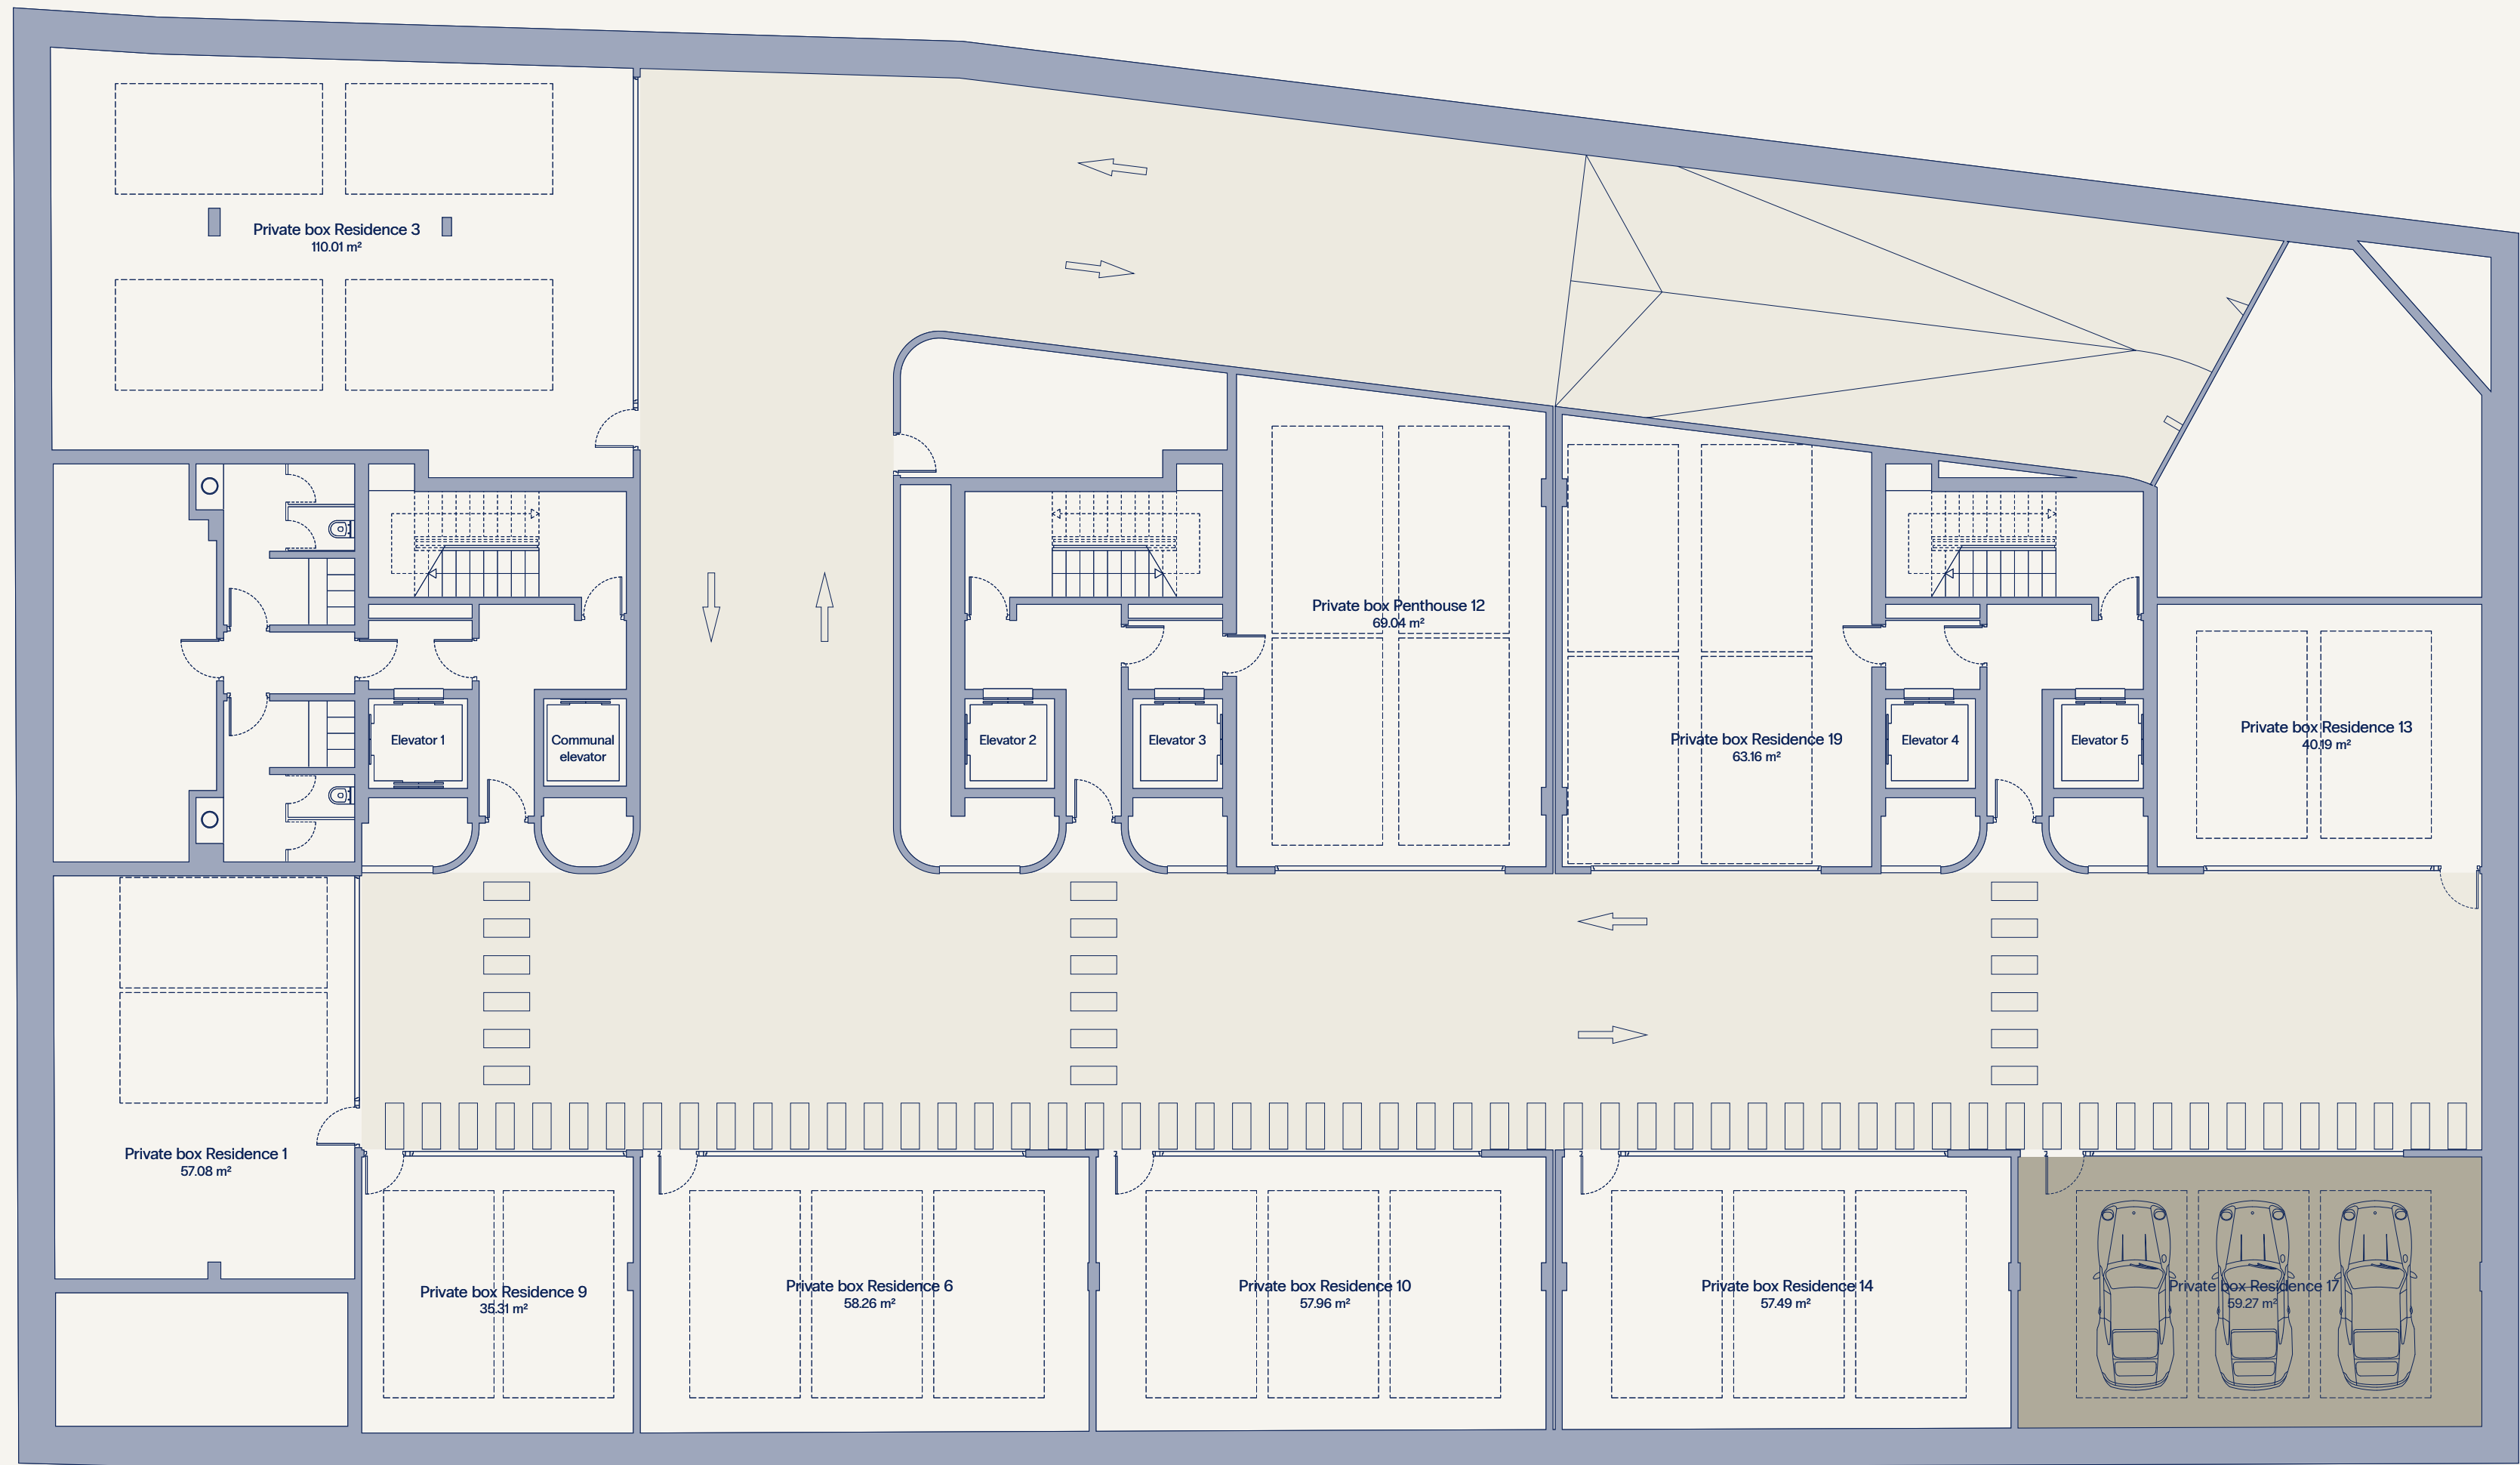 Private box Residence 3
110.01 m²
Private box Penthouse 12
69.04 m²
Elevator 1
Communal
elevator
Elevator 2
Elevator 3
Private box Residence 19
63.16 m²
Elevator 4
Elevator 5
Private box Residence 13
40.19 m²
Private box Residence 1
57.08 m²
Private box Residence 9
35.31 m²
Private box Residence 6
58.26 m²
Private box Residence 10
57.96 m²
Private box Residence 14
57.49 m²
Private box Residence 17
59.27 m²